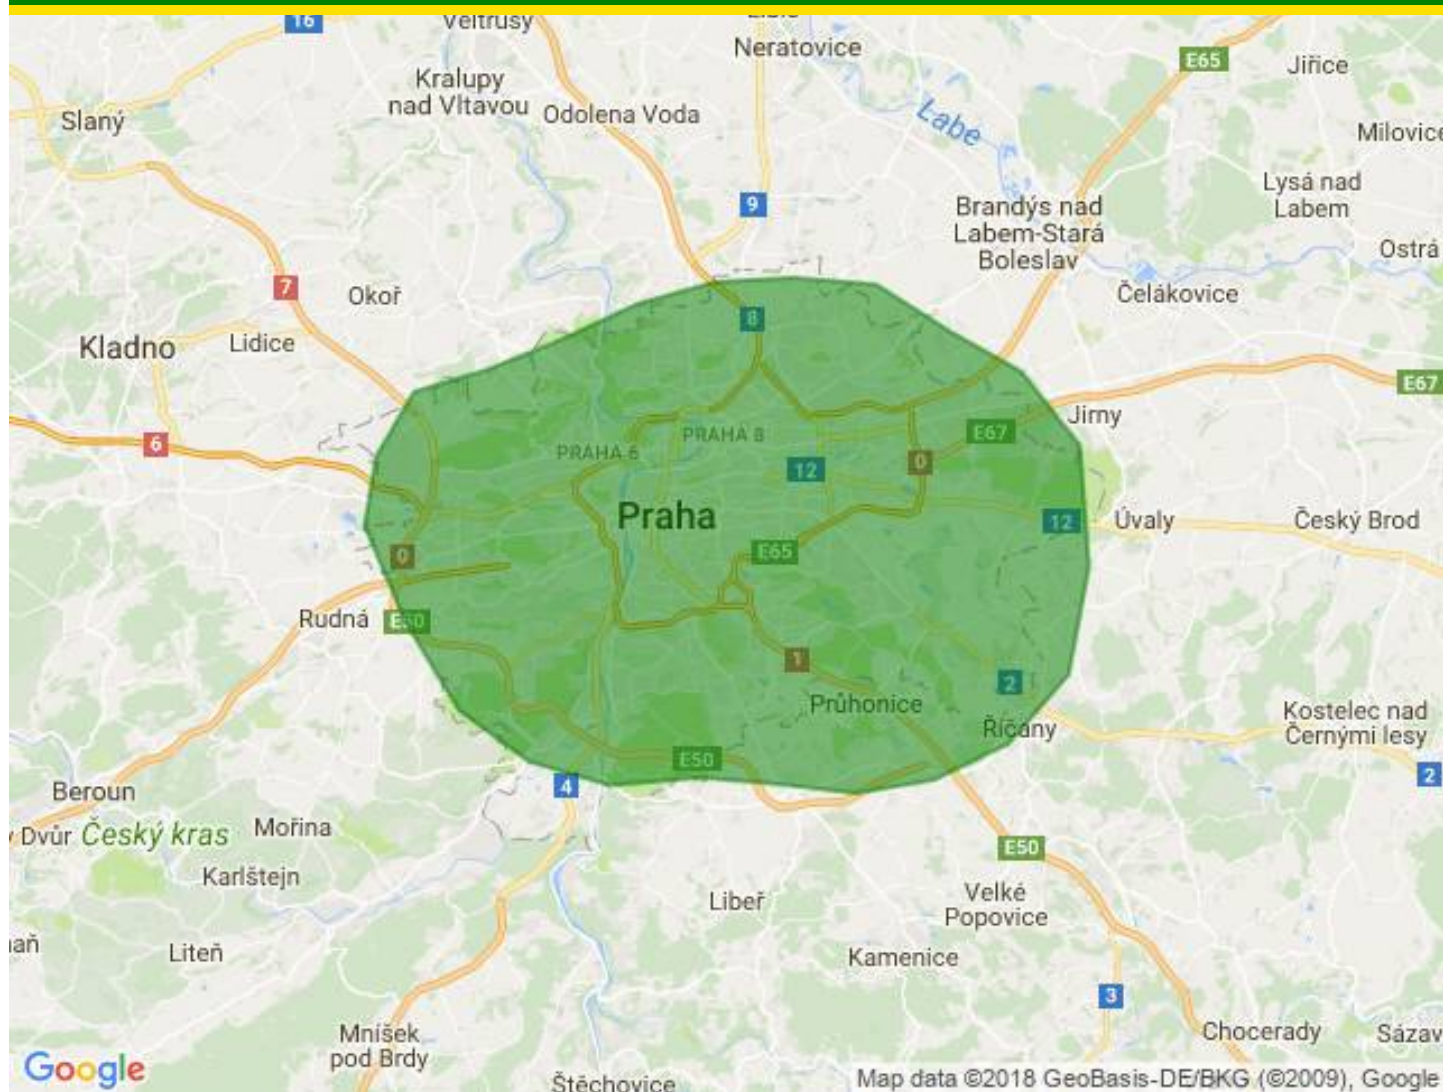 16
Veltrusy
Neratovice
E65
Jiřice
Kralupy
nad Vltavou
Odolena Voda
Slaný
Labe
Milovice
Lysá nad
Labem
9
Brandýs nad
Labem-Stará
Boleslav
Ostrá
7
Okoř
Čelákovice
8
Kladno
Lidice
E67
Jirny
6
PRAHA 8
E67
PRAHA 6
12
0
Praha
12
Úvaly
Český Brod
0
E65
Rudná
E50
1
2
Průhonice
Říčany
Kostelec nad
Černými lesy
E50
4
2
Beroun
Dvůr
Český kras
Mořina
E50
Karlštejn
Libeř
Velké
Popovice
Liteň
Kamenice
3
Mníšek
pod Brdy
Chocerady
Sázav
Google
Štěchovice
Map data ©2018 GeoBasis-DE/BKG (©2009), Google